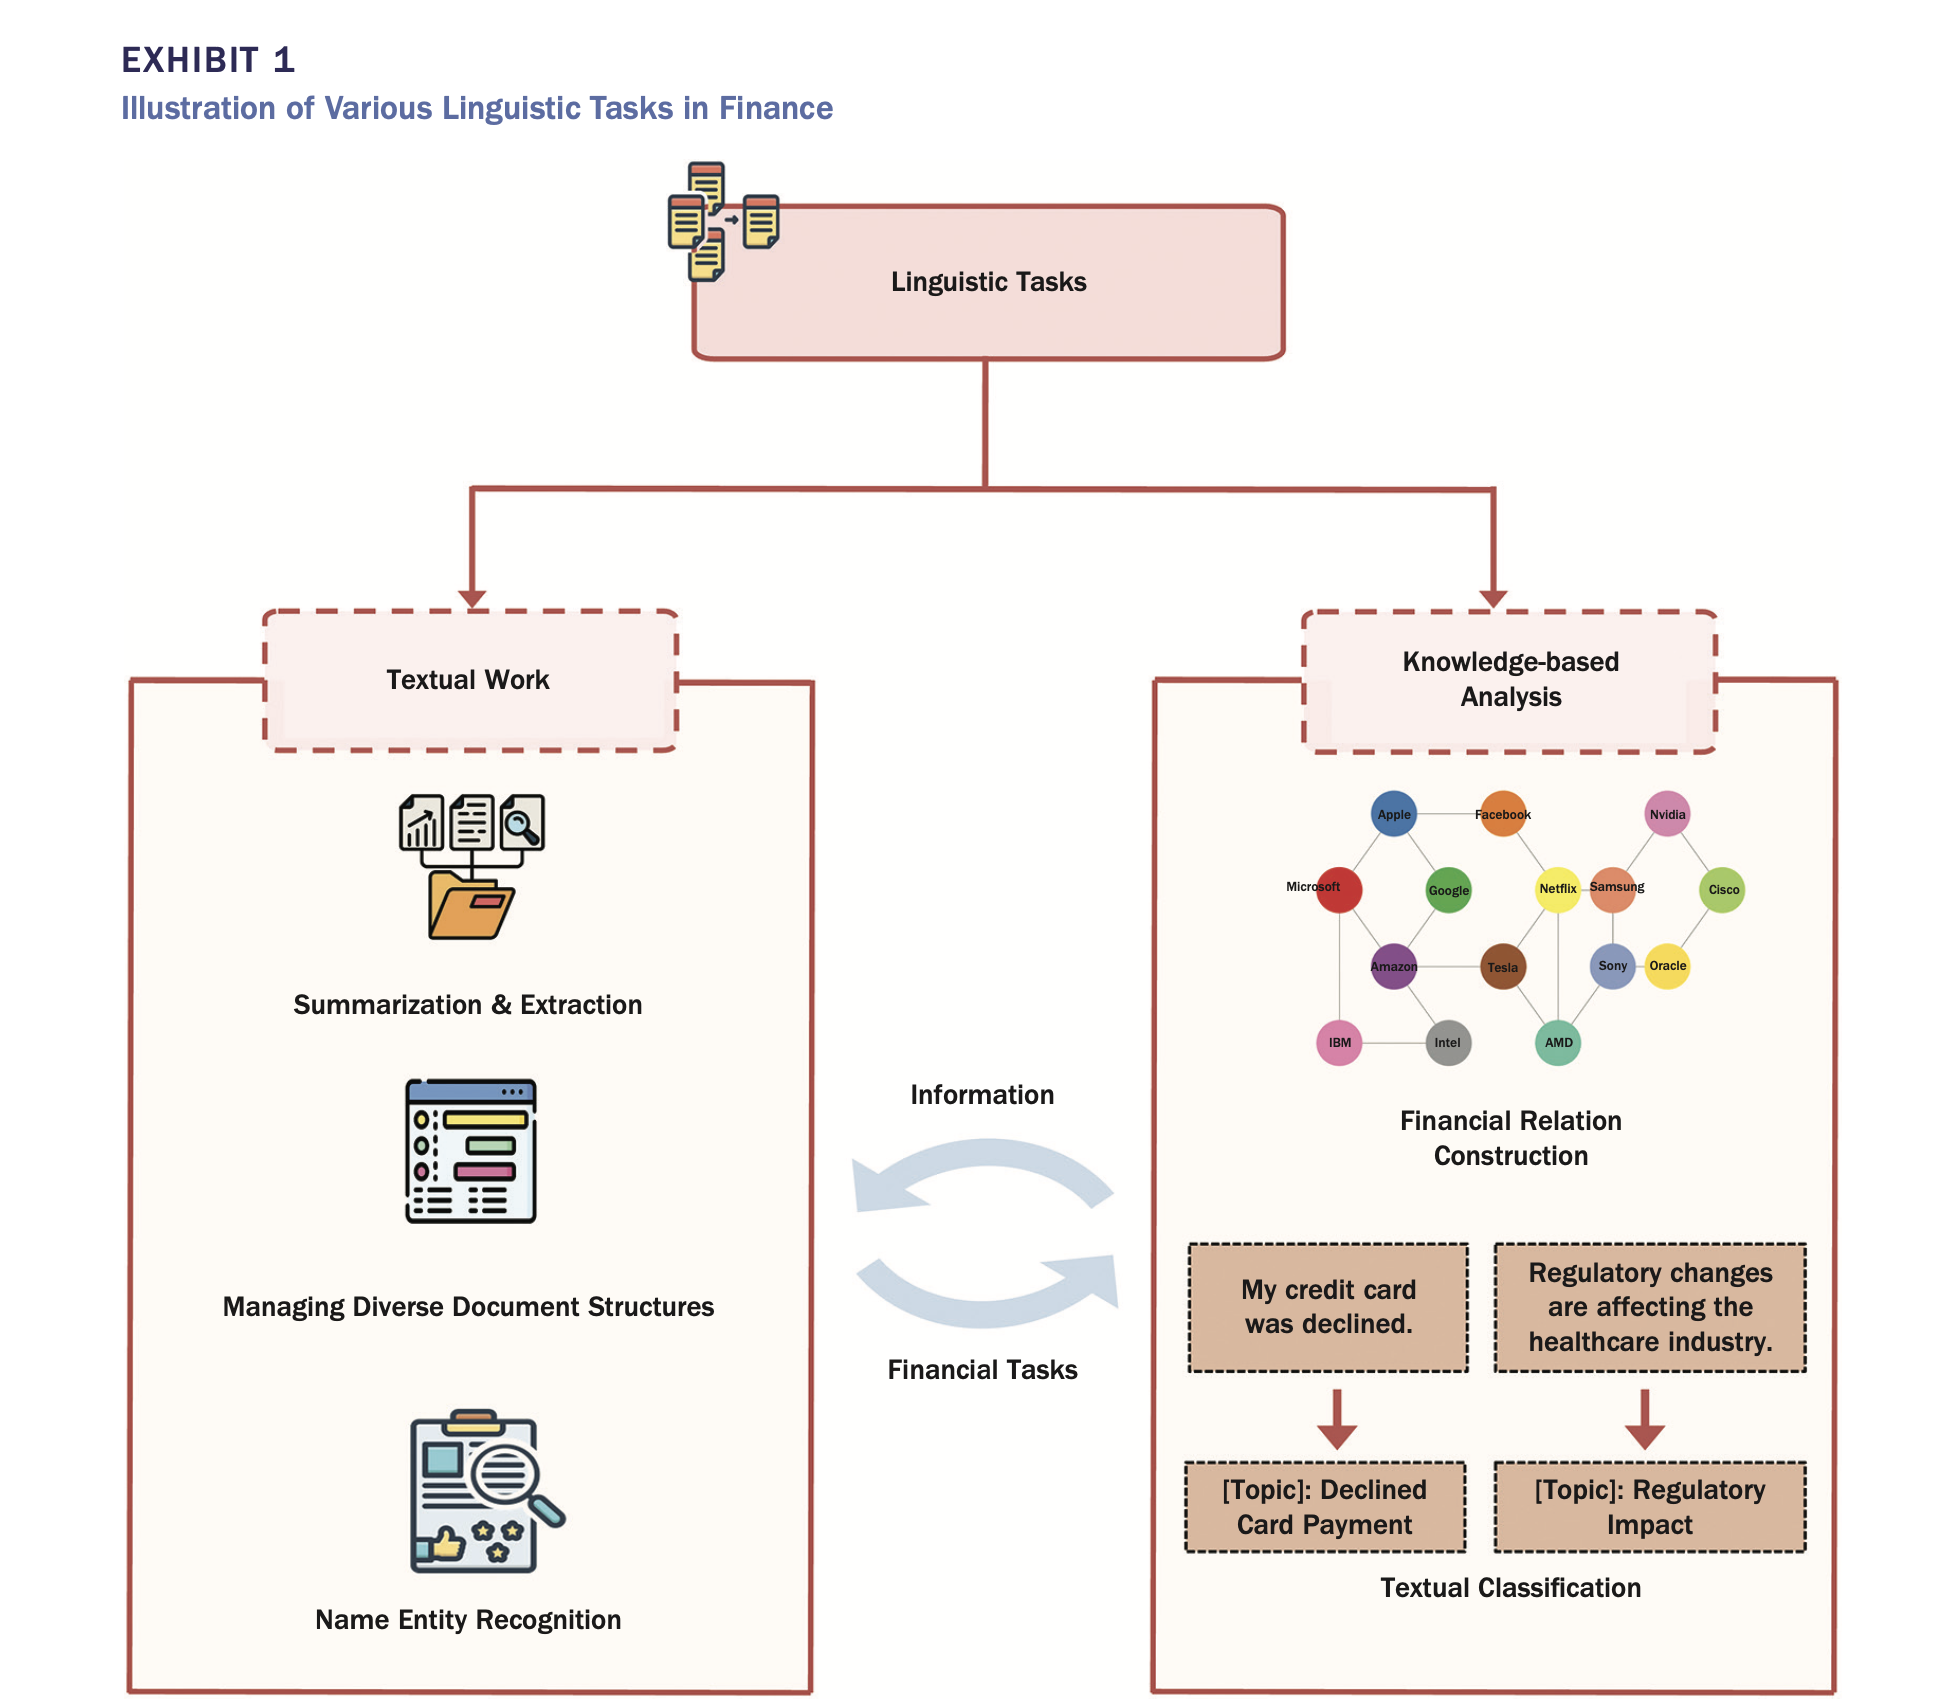 EXHIBIT 1
Illustration of Various Linguistic Tasks in Finance
Linguistic Tasks
Textual Work
Summarization & Extraction
Managing Diverse Document Structures
Name Entity Recognition
Information
Financial Tasks
Knowledge-based
Analysis
Apple
Facebook
Nvidia
Microsoft
Google
Netflix
Samsung
Cisco
Amazon
Tesla
Sony
Oracle
IBM
Intel
AMD
Financial Relation
Construction
My credit card
was declined.
Regulatory changes
are affecting the
healthcare industry.
[Topic]: Declined
Card Payment
[Topic]: Regulatory
Impact
Textual Classification